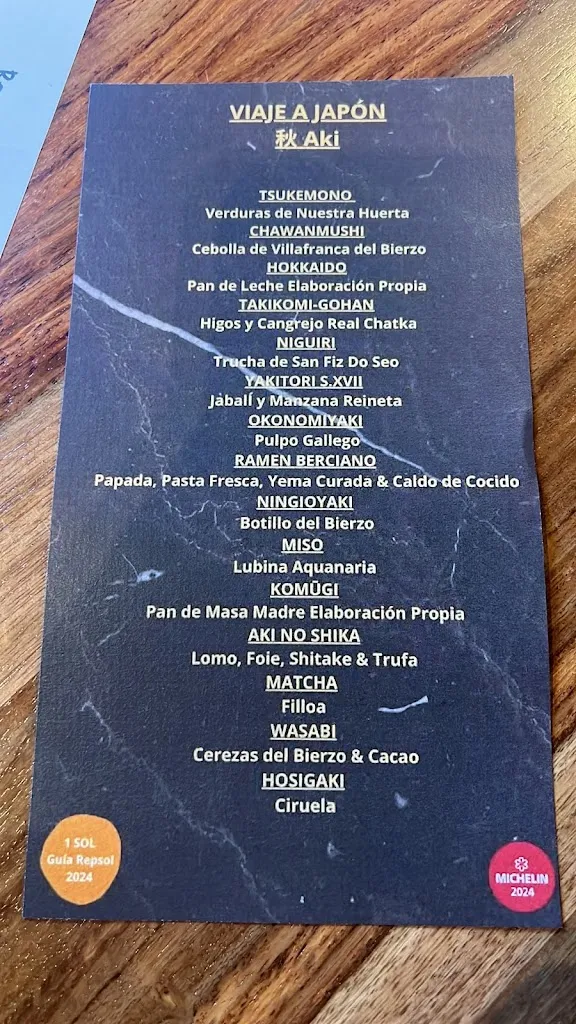 VIAJE A JAPÓN
秋 Aki
TSUKEMONO
Verduras de Nuestra Huerta
CHAWANMUSHI
Cebolla de Villafranca del Bierzo
HOKKAIDO
Pan de Leche Elaboración Propia
TAKIKOMI-GOHAN
Higos y Cangrejo Real Chatka
NIGUIRI
Trucha de San Fiz Do Seo
YAKITORI S.XVII
Jabalí y Manzana Reineta
OKONOMIYAKI
Pulpo Gallego
RAMEN BERCIANO
Papada, Pasta Fresca, Yema Curada & Caldo de Cocido
NINGIOYAKI
Botillo del Bierzo
MISO
Lubina Aquanaria
KOMŪGI
Pan de Masa Madre Elaboración Propia
AKI NO SHIKA
Lomo, Foie, Shitake & Trufa
MATCHA
Filloa
WASABI
Cerezas del Bierzo & Cacao
HOSIGAKI
Ciruela
1 SOL
Guía Repsol
2024
MICHELIN
2024